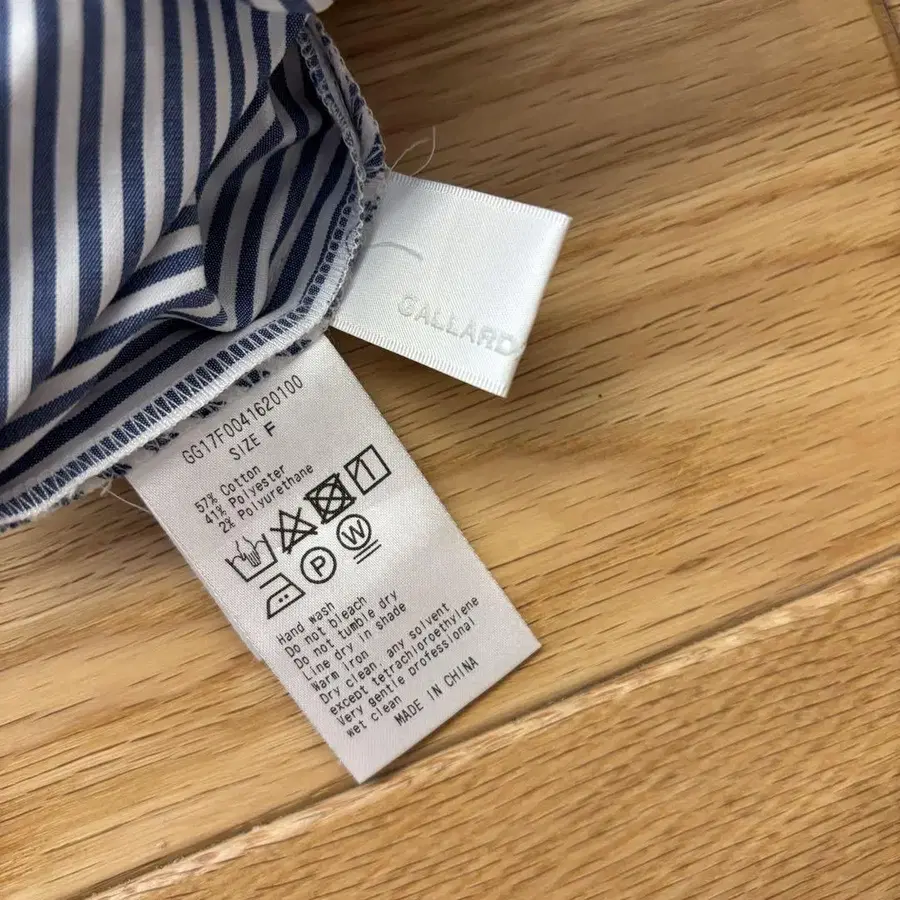 GALLARD
GG17F0041620100
SIZE F
57% Cotton
41% Polyester
2% Polyurethane
P
W
Hand wash
Do not bleach
Do not tumble dry
Line dry in shade
Warm iron
Dry clean, any solvent
except tetrachloroethylene
Very gentle professional
wet clean
MADE IN CHINA